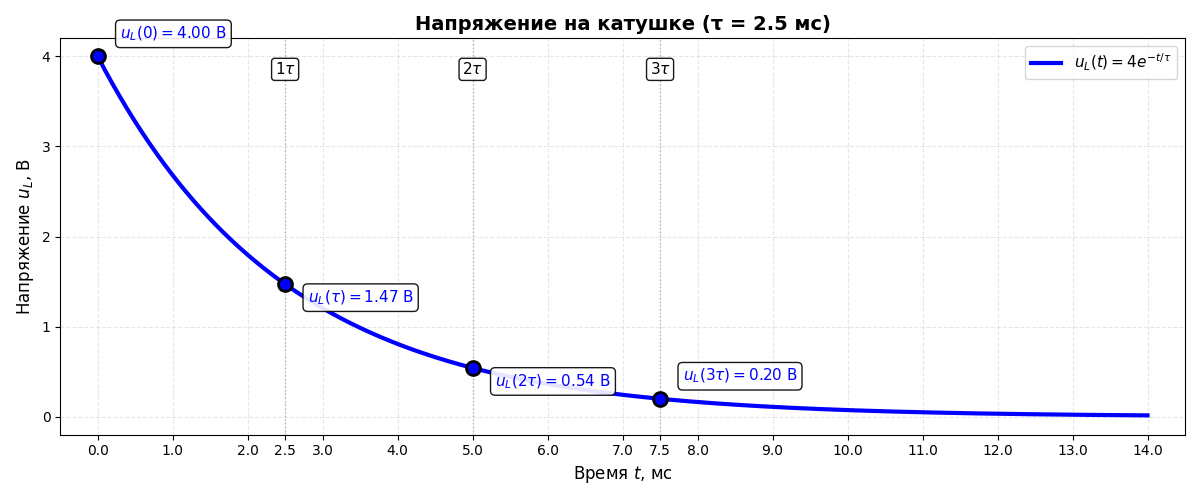 Напряжение на катушке (τ = 2.5 мс)
u_L(0) = 4.00 В
1τ
2τ
3τ
u_L(t) = 4e^{-t/τ}
4
3
2
1
0
Напряжение u_L, В
u_L(τ) = 1.47 В
u_L(2τ) = 0.54 В
u_L(3τ) = 0.20 В
0.0 1.0 2.0 2.5 3.0 4.0 5.0 6.0 7.0 7.5 8.0 9.0 10.0 11.0 12.0 13.0 14.0
Время t, мс